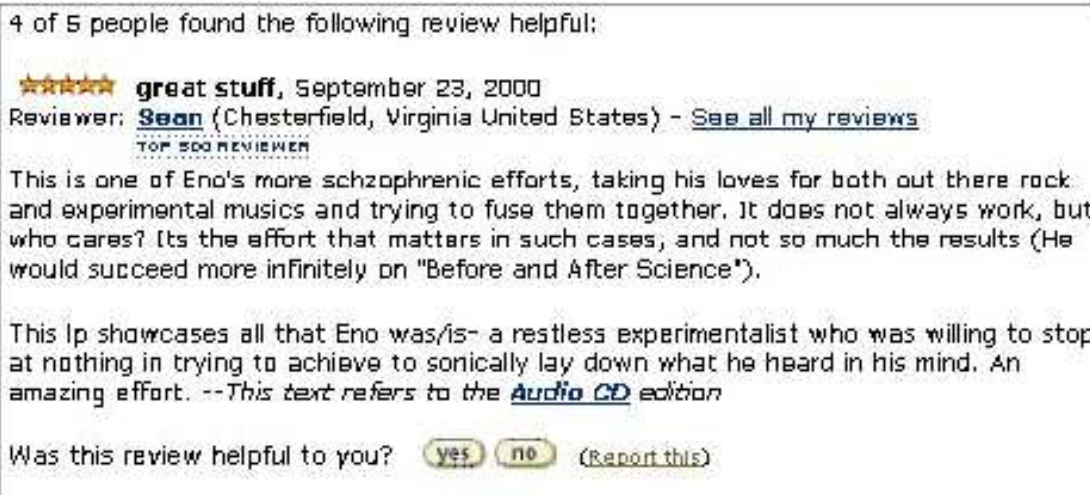 4 of 5 people found the following review helpful:
great stuff, September 23, 2000
Reviewer: Sean (Chesterfield, Virginia United States) - See all my reviews
TOP 500 REVIEWER
This is one of Eno's more schzophrenic efforts, taking his loves for both out there rock
and experimental musics and trying to fuse them together. It does not always work, but
who cares? Its the effort that matters in such cases, and not so much the results (He
would succeed more infinitely on "Before and After Science").
This lp showcases all that Eno was/is- a restless experimentalist who was willing to stop
at nothing in trying to achieve to sonically lay down what he heard in his mind. An
amazing effort. --This text refers to the Audio CD edition
Was this review helpful to you? yes no (Report this)